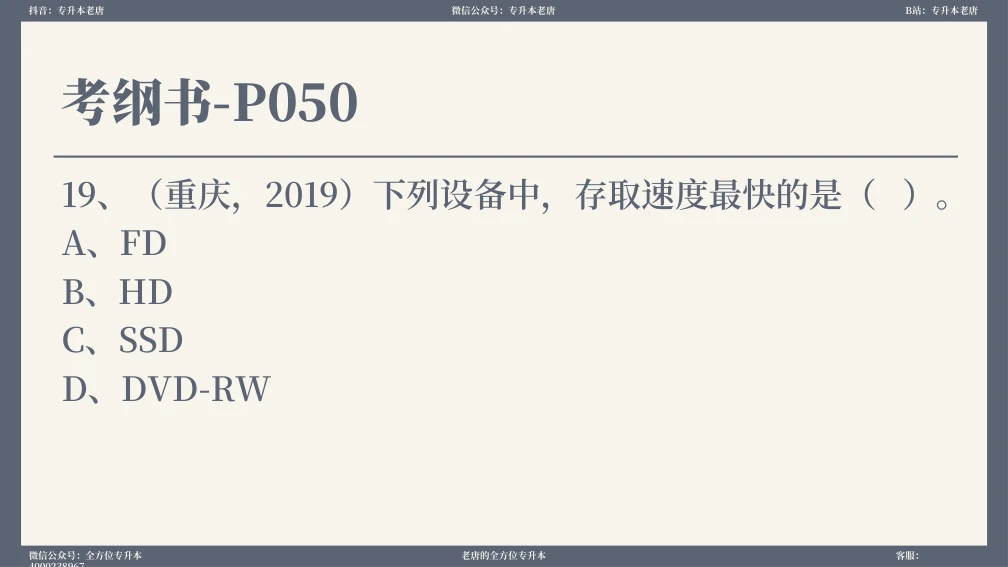 抖音：专升本老唐
微信公众号：专升本老唐
B站：专升本老唐
考纲书-P050
19、（重庆，2019）下列设备中，存取速度最快的是（ ）。
A、FD
B、HD
C、SSD
D、DVD-RW
微信公众号：全方位专升本
老唐的全方位专升本
客服：
4000238967